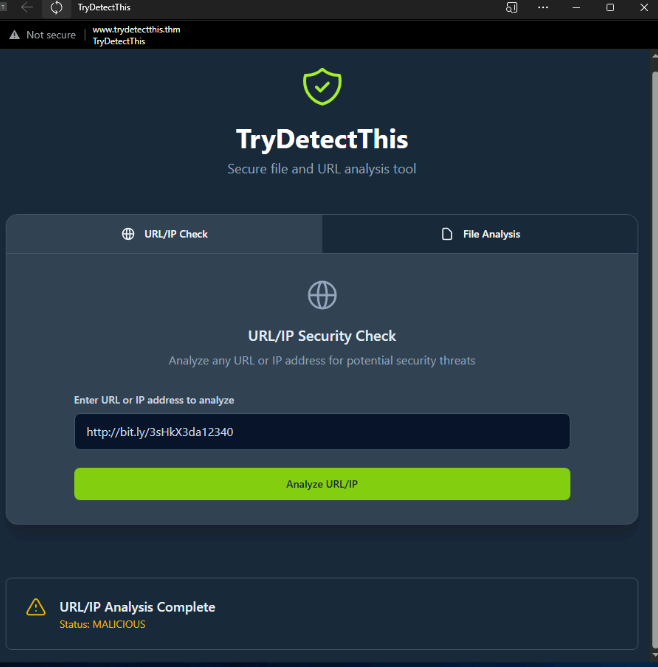 TryDetectThis
Not secure
www.trydetectthis.thm
TryDetectThis
TryDetectThis
Secure file and URL analysis tool
URL/IP Check
File Analysis
URL/IP Security Check
Analyze any URL or IP address for potential security threats
Enter URL or IP address to analyze
http://bit.ly/3sHkX3da12340
Analyze URL/IP
URL/IP Analysis Complete
Status: MALICIOUS